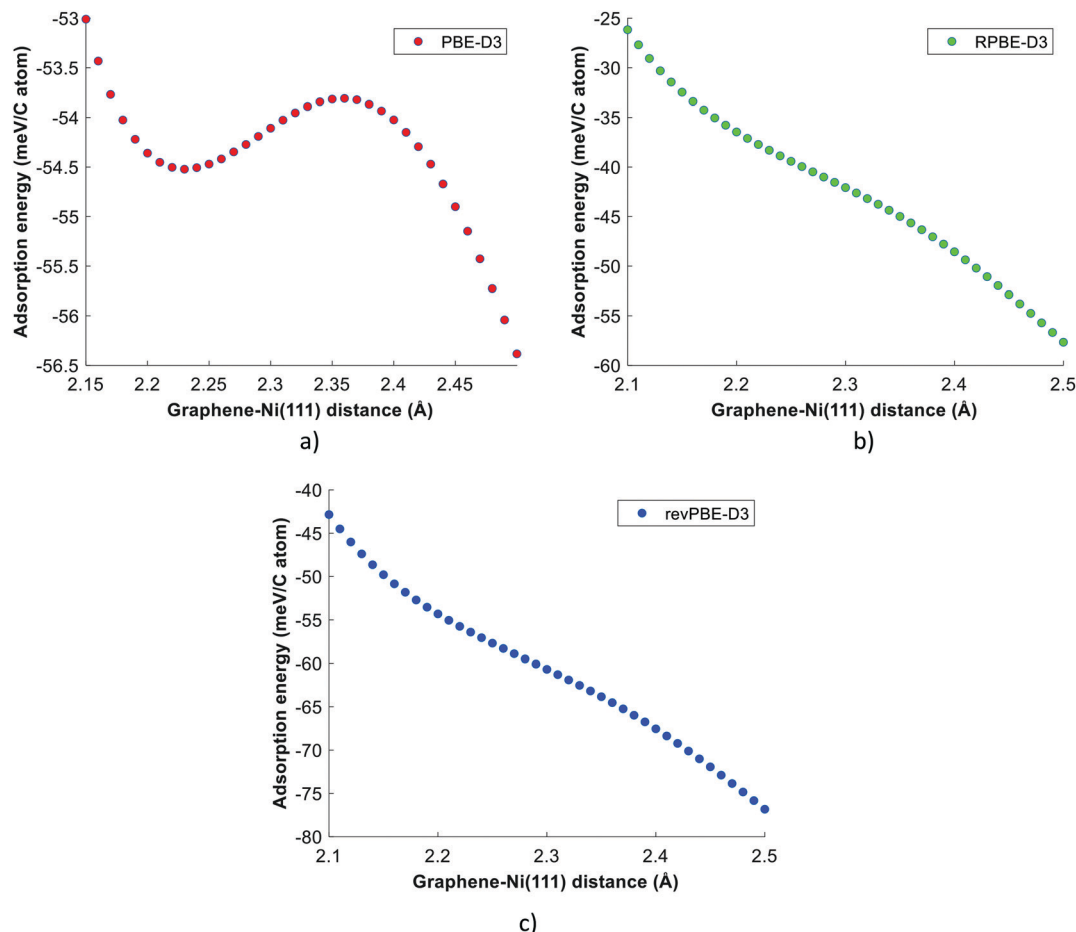 PBE-D3
Adsorption energy (meV/C atom)
-53
-53.5
-54
-54.5
-55
-55.5
-56
-56.5
2.15 2.2 2.25 2.3 2.35 2.4 2.45
Graphene-Ni(111) distance (Å)
a)
RPBE-D3
Adsorption energy (meV/C atom)
-25
-30
-35
-40
-45
-50
-55
-60
2.1 2.2 2.3 2.4 2.5
Graphene-Ni(111) distance (Å)
b)
revPBE-D3
Adsorption energy (meV/C atom)
-40
-45
-50
-55
-60
-65
-70
-75
-80
2.1 2.2 2.3 2.4 2.5
Graphene-Ni(111) distance (Å)
c)